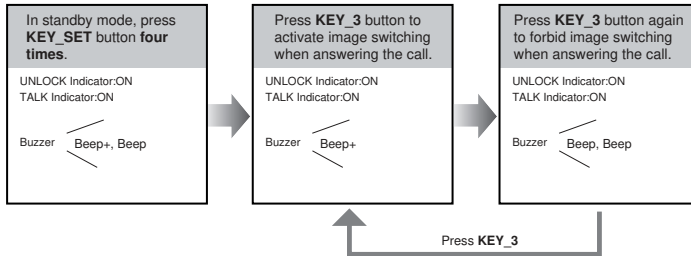 In standby mode, press
KEY_SET button four
times.
UNLOCK Indicator:ON
TALK Indicator:ON
Buzzer
Beep+, Beep
Press KEY_3 button to
activate image switching
when answering the call.
UNLOCK Indicator:ON
TALK Indicator:ON
Buzzer
Beep+
Press KEY_3 button again
to forbid image switching
when answering the call.
UNLOCK Indicator:ON
TALK Indicator:ON
Buzzer
Beep, Beep
Press KEY_3